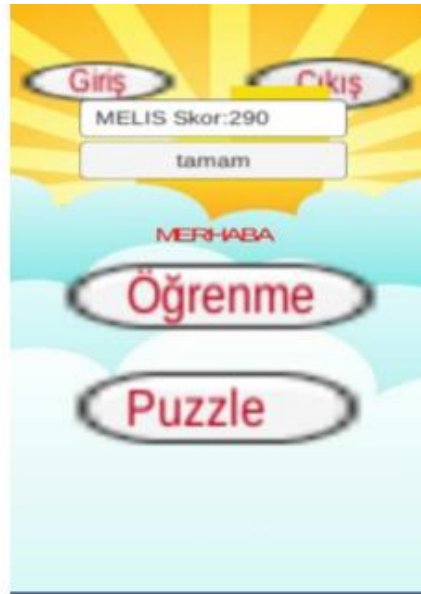 Giriş Çıkış
MELIS Skor:290
tamam
MERHABA
Öğrenme
Puzzle